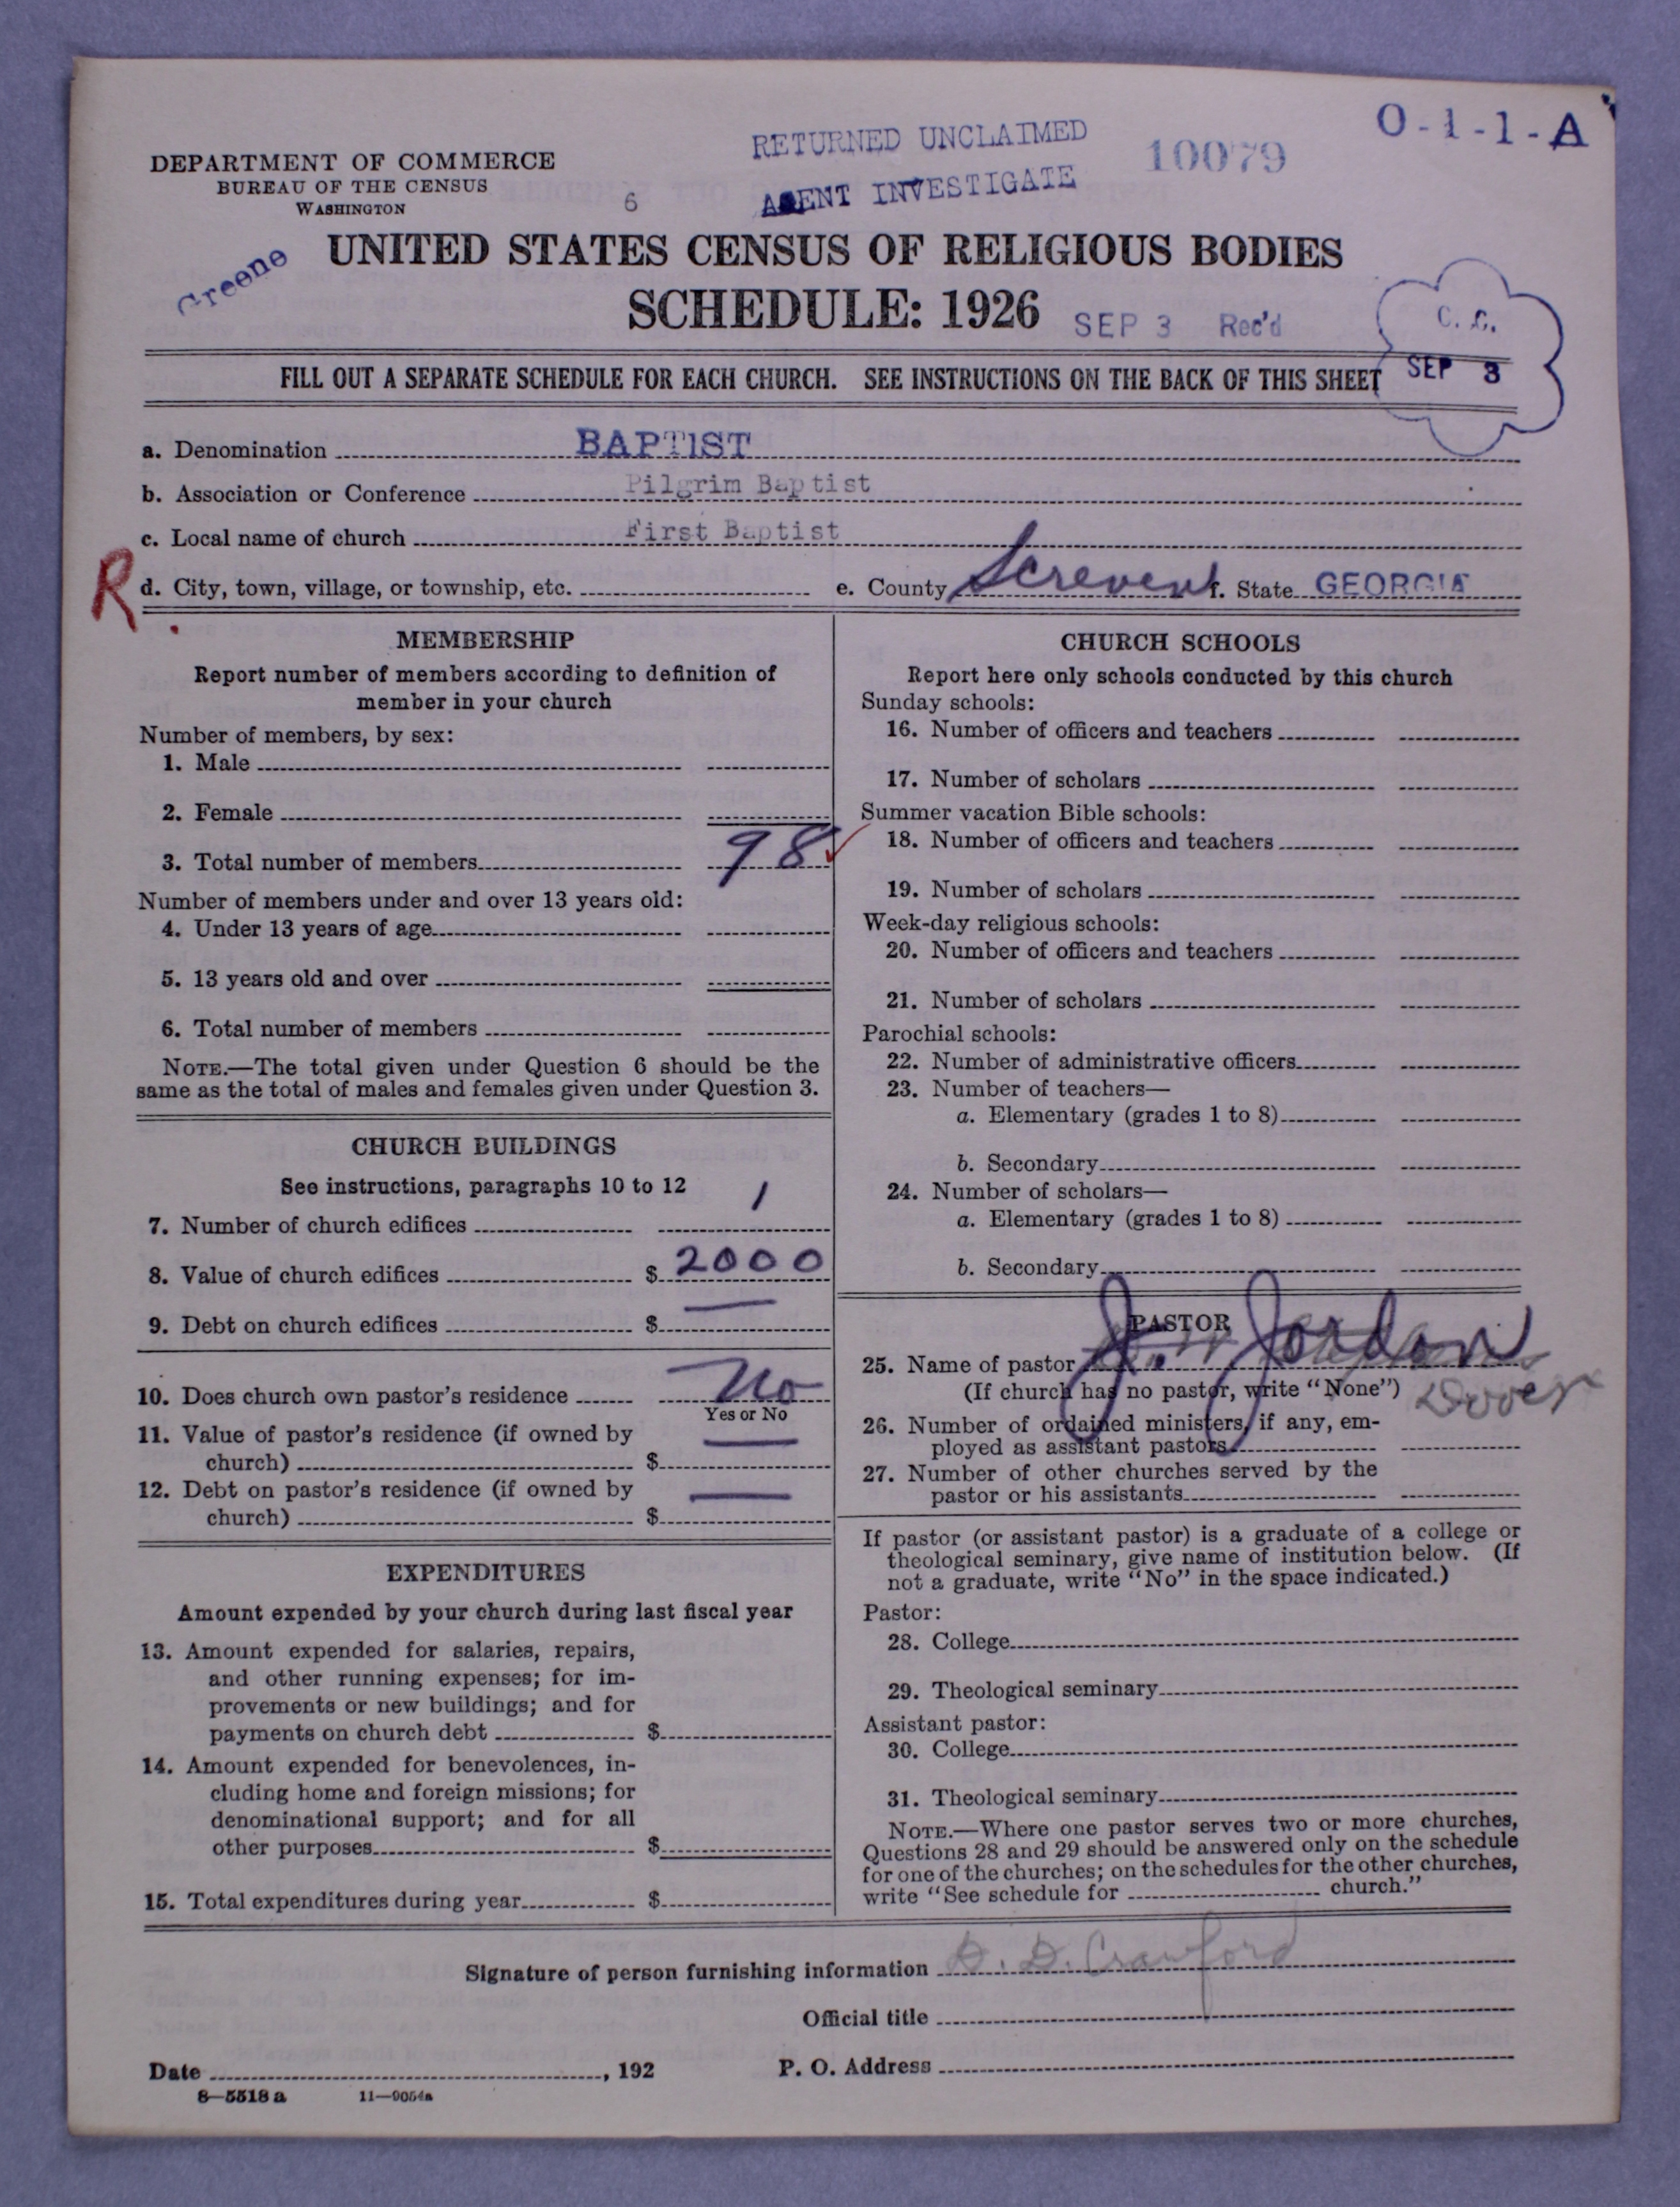 O-1-1-A
RETURNED UNCLAIMED
10079
DEPARTMENT OF COMMERCE
BUREAU OF THE CENSUS
WASHINGTON
6
AGENT INVESTIGATE
Greene
UNITED STATES CENSUS OF RELIGIOUS BODIES
SCHEDULE: 1926
SEP 3 Rec'd
C. C.
SEP 3
FILL OUT A SEPARATE SCHEDULE FOR EACH CHURCH. SEE INSTRUCTIONS ON THE BACK OF THIS SHEET
a. Denomination BAPTIST
b. Association or Conference Pilgrim Baptist
c. Local name of church First Baptist
R
d. City, town, village, or township, etc. e. County Screven f. State GEORGIA
MEMBERSHIP
Report number of members according to definition of
member in your church
Number of members, by sex:
1. Male
2. Female
3. Total number of members 98
Number of members under and over 13 years old:
4. Under 13 years of age
5. 13 years old and over
6. Total number of members
NOTE.—The total given under Question 6 should be the
same as the total of males and females given under Question 3.
CHURCH BUILDINGS
See instructions, paragraphs 10 to 12
7. Number of church edifices 1
8. Value of church edifices $ 2000
9. Debt on church edifices $ —
10. Does church own pastor's residence No
Yes or No
11. Value of pastor's residence (if owned by
church) $ —
12. Debt on pastor's residence (if owned by
church) $ —
EXPENDITURES
Amount expended by your church during last fiscal year
13. Amount expended for salaries, repairs,
and other running expenses; for im-
provements or new buildings; and for
payments on church debt $
14. Amount expended for benevolences, in-
cluding home and foreign missions; for
denominational support; and for all
other purposes $
15. Total expenditures during year $
CHURCH SCHOOLS
Report here only schools conducted by this church
Sunday schools:
16. Number of officers and teachers
17. Number of scholars
Summer vacation Bible schools:
18. Number of officers and teachers
19. Number of scholars
Week-day religious schools:
20. Number of officers and teachers
21. Number of scholars
Parochial schools:
22. Number of administrative officers
23. Number of teachers—
a. Elementary (grades 1 to 8)
b. Secondary
24. Number of scholars—
a. Elementary (grades 1 to 8)
b. Secondary
PASTOR
25. Name of pastor J. Jordan
(If church has no pastor, write "None") Dover
26. Number of ordained ministers, if any, em-
ployed as assistant pastors
27. Number of other churches served by the
pastor or his assistants
If pastor (or assistant pastor) is a graduate of a college or
theological seminary, give name of institution below. (If
not a graduate, write "No" in the space indicated.)
Pastor:
28. College
29. Theological seminary
Assistant pastor:
30. College
31. Theological seminary
NOTE.—Where one pastor serves two or more churches,
Questions 28 and 29 should be answered only on the schedule
for one of the churches; on the schedules for the other churches,
write "See schedule for church."
Signature of person furnishing information D. D. Crawford
Official title
Date , 192 P. O. Address
8—5518 a 11—9054a